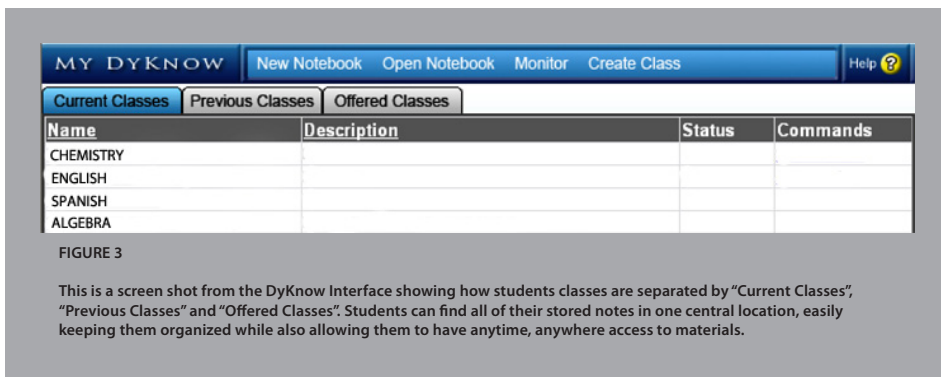 MY DYKNOW New Notebook Open Notebook Monitor Create Class Help ?
Current Classes Previous Classes Offered Classes
Name Description Status Commands
CHEMISTRY
ENGLISH
SPANISH
ALGEBRA
FIGURE 3
This is a screen shot from the DyKnow Interface showing how students classes are separated by “Current Classes”,
“Previous Classes” and “Offered Classes”. Students can find all of their stored notes in one central location, easily
keeping them organized while also allowing them to have anytime, anywhere access to materials.